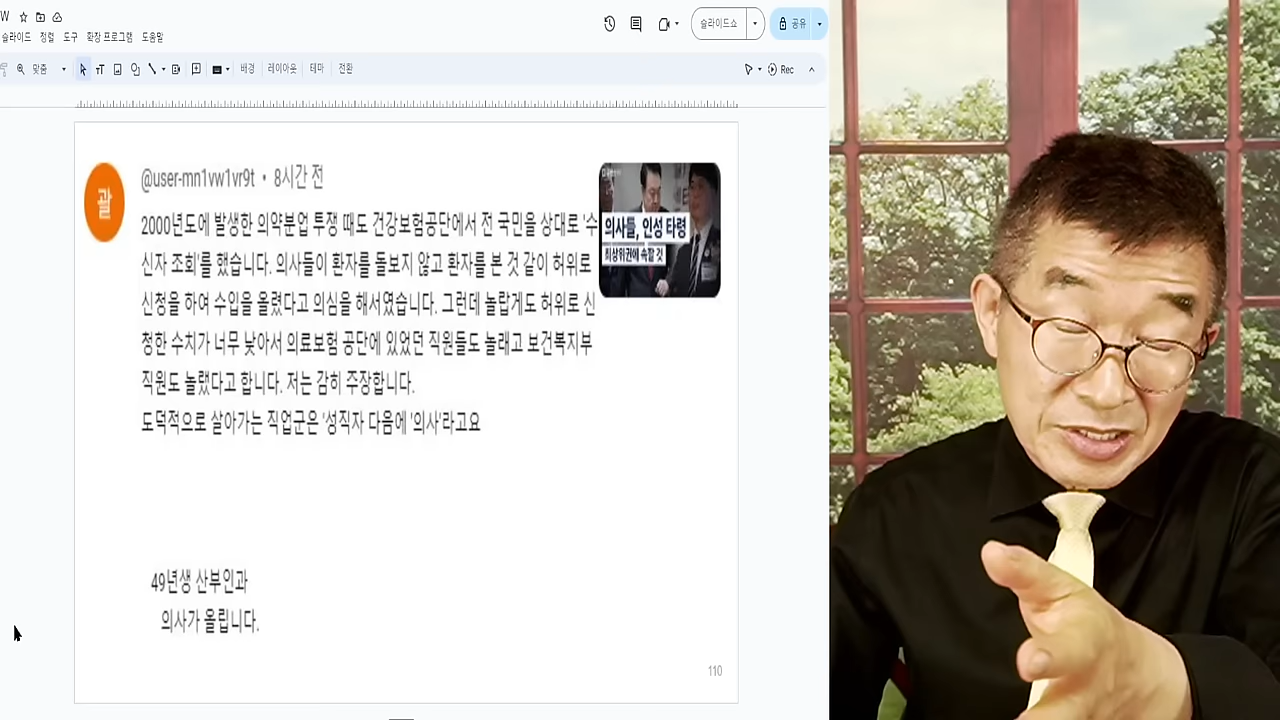 W
슬라이드 정렬 도구 확장 프로그램 도움말
슬라이드쇼
공유
맞춤
배경 레이아웃 테마 전환
Rec
괄
@user-mn1vw1vr9t • 8시간 전
2000년도에 발생한 의약분업 투쟁 때도 건강보험공단에서 전 국민을 상대로 '수
신자 조회'를 했습니다. 의사들이 환자를 돌보지 않고 환자를 본 것 같이 허위로
신청을 하여 수입을 올렸다고 의심을 해서였습니다. 그런데 놀랍게도 허위로 신
청한 수치가 너무 낮아서 의료보험 공단에 있었던 직원들도 놀래고 보건복지부
직원도 놀랬다고 합니다. 저는 감히 주장합니다.
도덕적으로 살아가는 직업군은 '성직자 다음에 '의사'라고요
의사들, 인성 타령
최상위권에 속할 것
49년생 산부인과
의사가 올립니다.
110